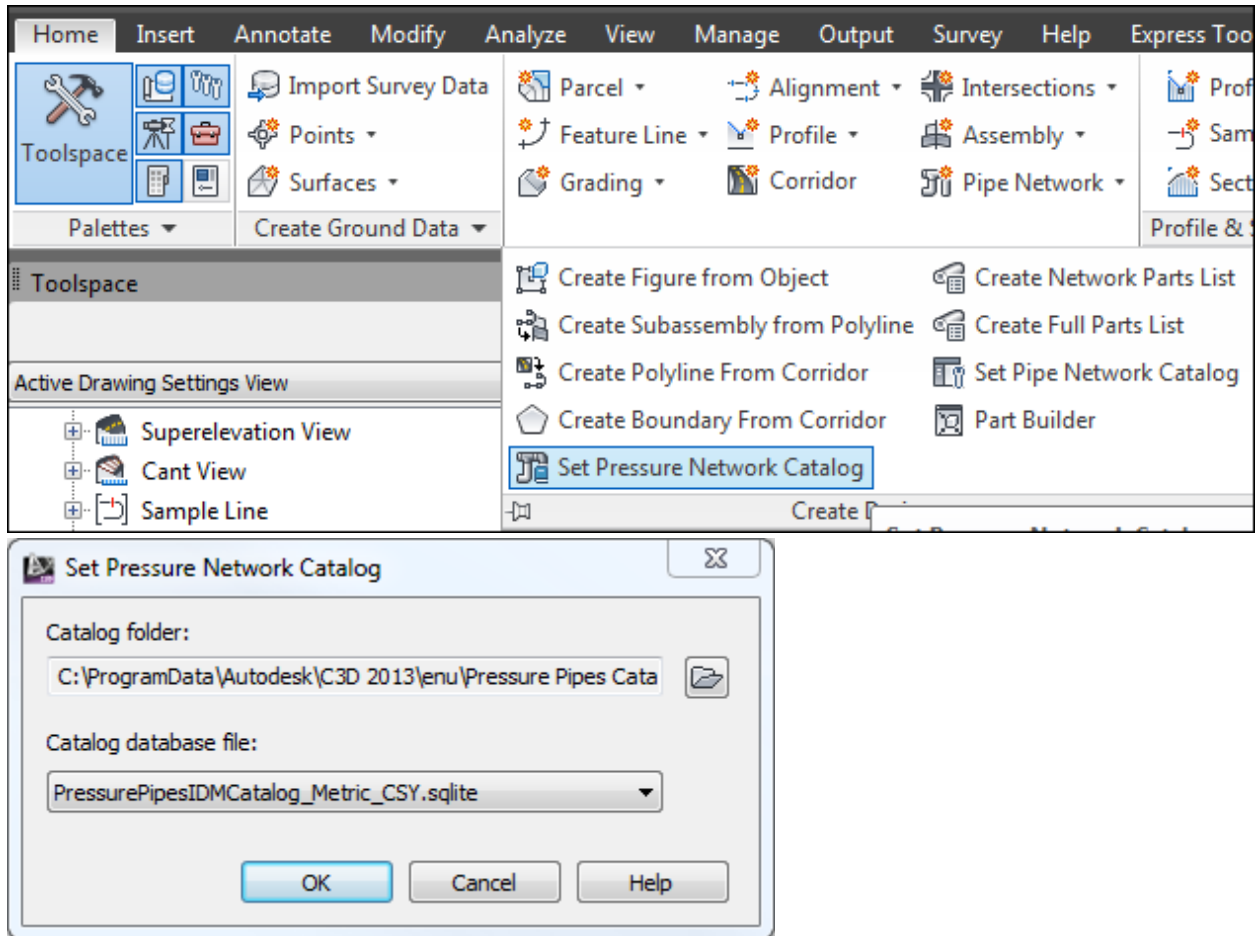 Home Insert Annotate Modify Analyze View Manage Output Survey Help Express Too
Toolspace
Import Survey Data
Points
Surfaces
Parcel
Feature Line
Grading
Alignment
Profile
Corridor
Intersections
Assembly
Pipe Network
Prof
Sam
Sect
Palettes
Create Ground Data
Profile &
Toolspace
Active Drawing Settings View
Superelevation View
Cant View
Sample Line
Create Figure from Object
Create Subassembly from Polyline
Create Polyline From Corridor
Create Boundary From Corridor
Set Pressure Network Catalog
Create Network Parts List
Create Full Parts List
Set Pipe Network Catalog
Part Builder
Create
Set Pressure Network Catalog
Catalog folder:
C:\ProgramData\Autodesk\C3D 2013\enu\Pressure Pipes Cata
Catalog database file:
PressurePipesIDMCatalog_Metric_CSY.sqlite
OK Cancel Help